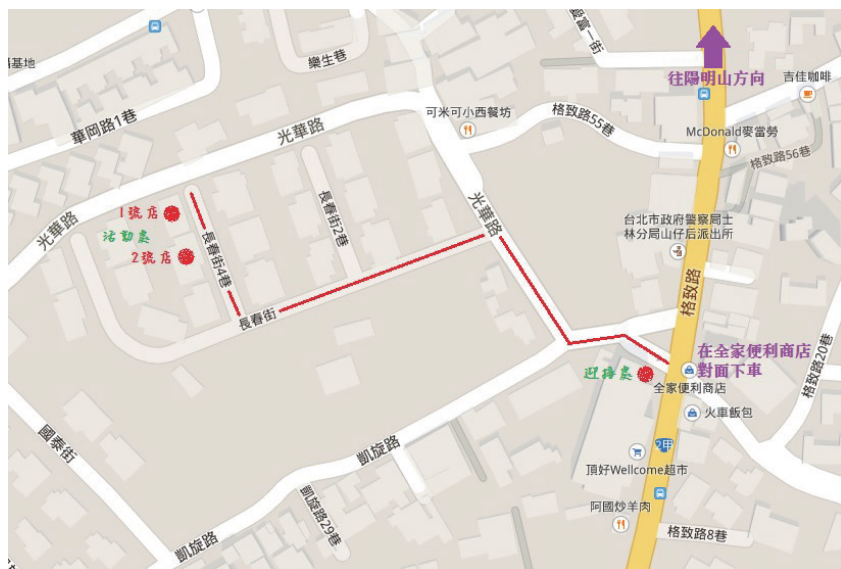 愛富一街
基地
樂生巷
往陽明山方向
吉佳咖啡
華岡路1巷
可米可小西餐坊
光華路
格致路55巷
McDonald麥當勞
格致路56巷
光華路
1號店
活動處
2號店
長春街4巷
長春街2巷
光華路
台北市政府警察局士
林分局山仔后派出所
格致路
長春街
在全家便利商店
對面下車
迎接處
全家便利商店
格致路20巷
火車飯包
國泰街
凱旋路
2甲
頂好Wellcome超市
凱旋路29巷
阿國炒羊肉
凱旋路
格致路8巷